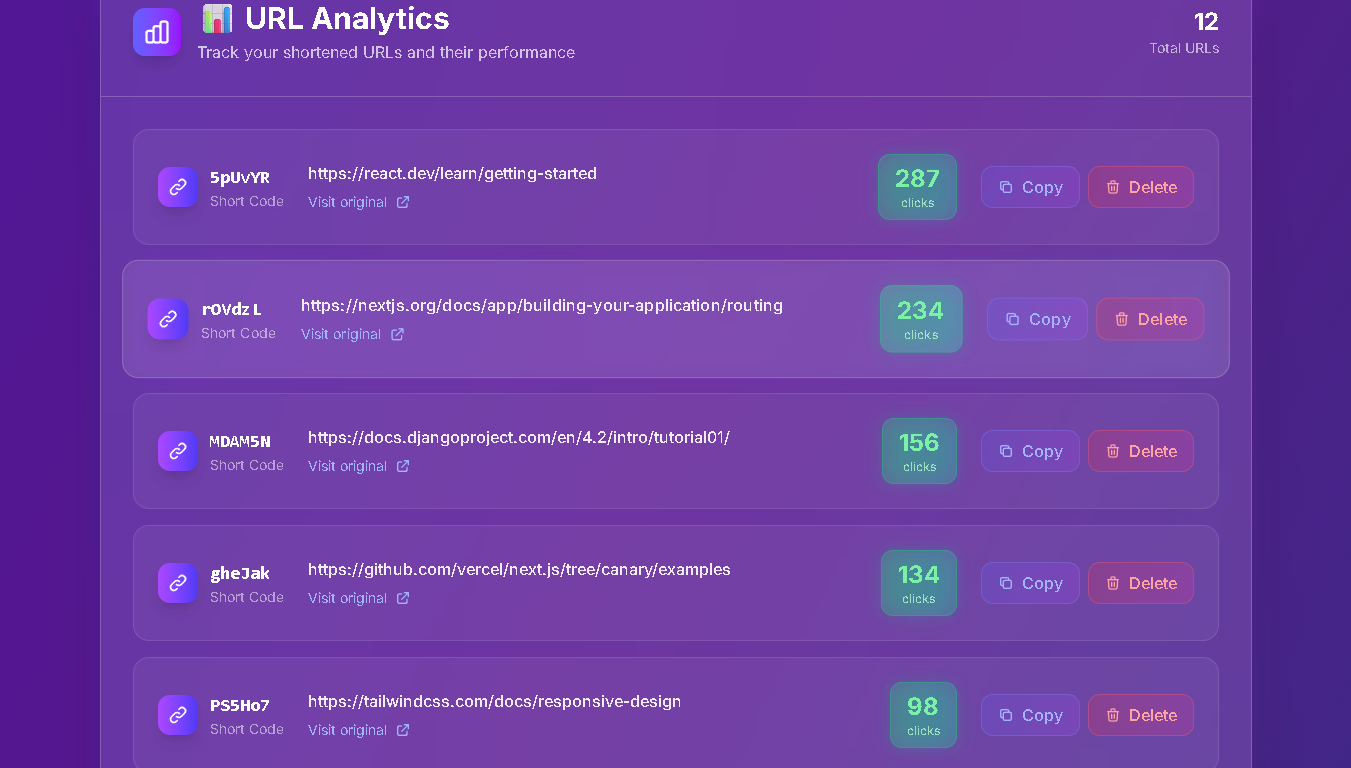 📊 URL Analytics
Track your shortened URLs and their performance
12
Total URLs
5pUvYR
Short Code
https://react.dev/learn/getting-started
Visit original
287
clicks
Copy
Delete
rOVdzL
Short Code
https://nextjs.org/docs/app/building-your-application/routing
Visit original
234
clicks
Copy
Delete
MDAM5N
Short Code
https://docs.djangoproject.com/en/4.2/intro/tutorial01/
Visit original
156
clicks
Copy
Delete
gheJak
Short Code
https://github.com/vercel/next.js/tree/canary/examples
Visit original
134
clicks
Copy
Delete
PS5Ho7
Short Code
https://tailwindcss.com/docs/responsive-design
Visit original
98
clicks
Copy
Delete